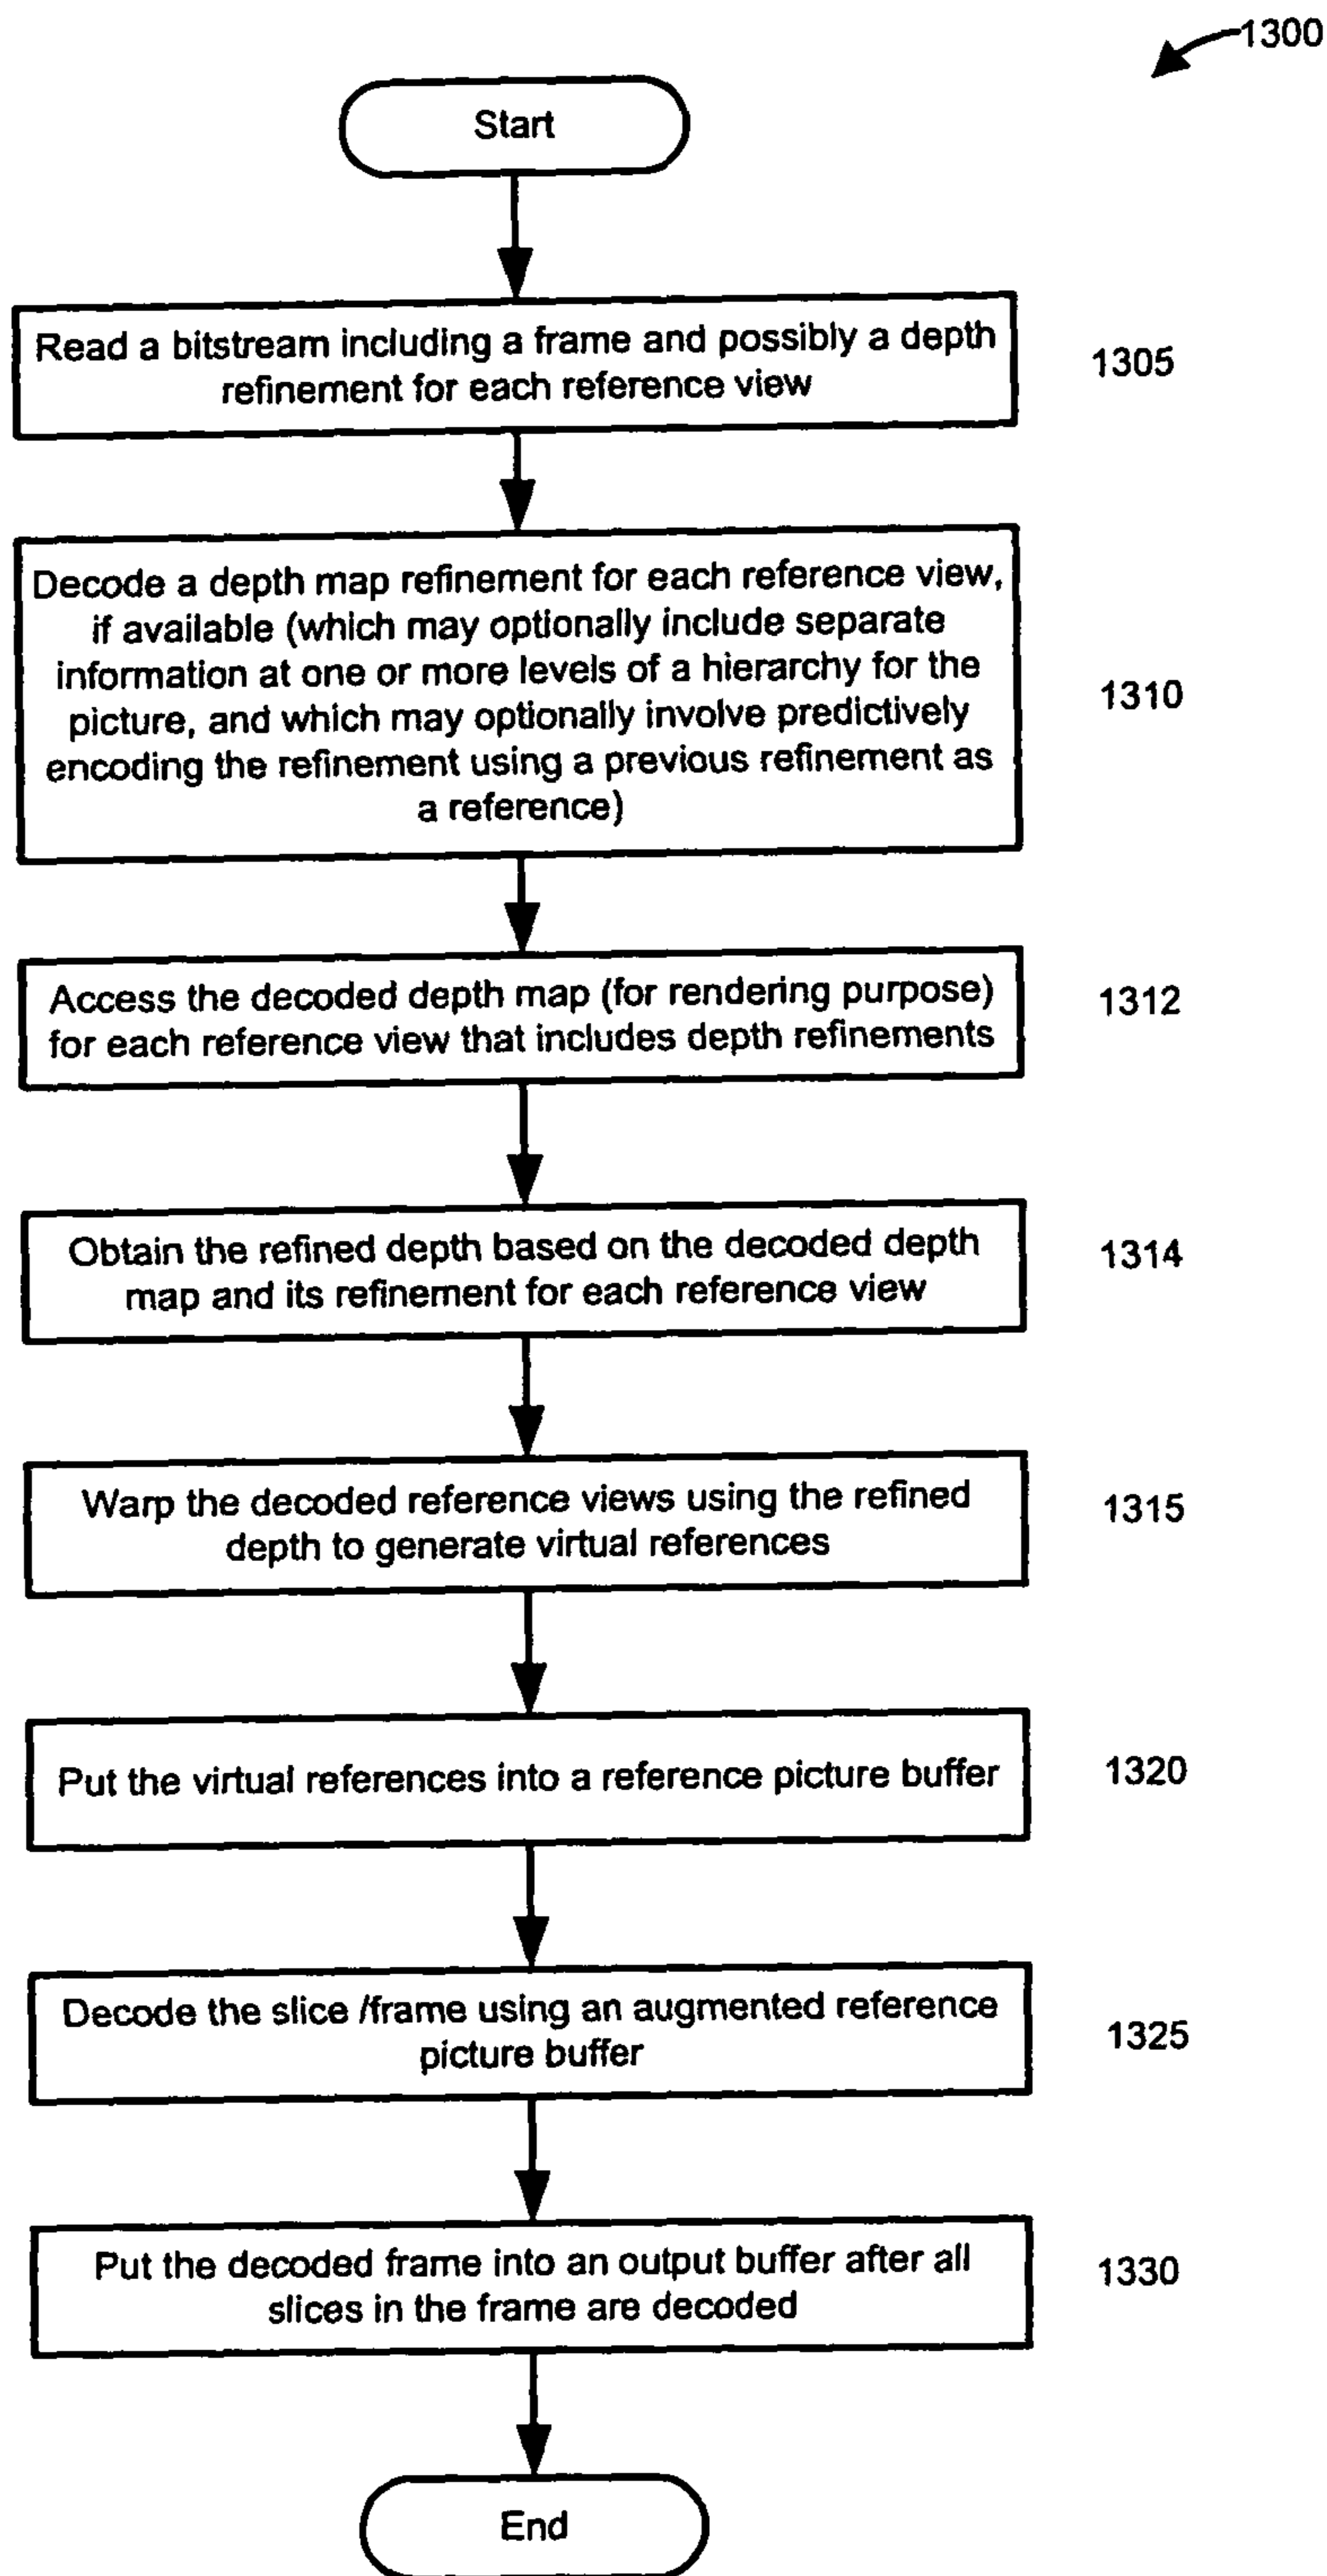 1300
Start
Read a bitstream including a frame and possibly a depth
refinement for each reference view
1305
Decode a depth map refinement for each reference view,
if available (which may optionally include separate
information at one or more levels of a hierarchy for the
picture, and which may optionally involve predictively
encoding the refinement using a previous refinement as
a reference)
1310
Access the decoded depth map (for rendering purpose)
for each reference view that includes depth refinements
1312
Obtain the refined depth based on the decoded depth
map and its refinement for each reference view
1314
Warp the decoded reference views using the refined
depth to generate virtual references
1315
Put the virtual references into a reference picture buffer
1320
Decode the slice /frame using an augmented reference
picture buffer
1325
Put the decoded frame into an output buffer after all
slices in the frame are decoded
1330
End